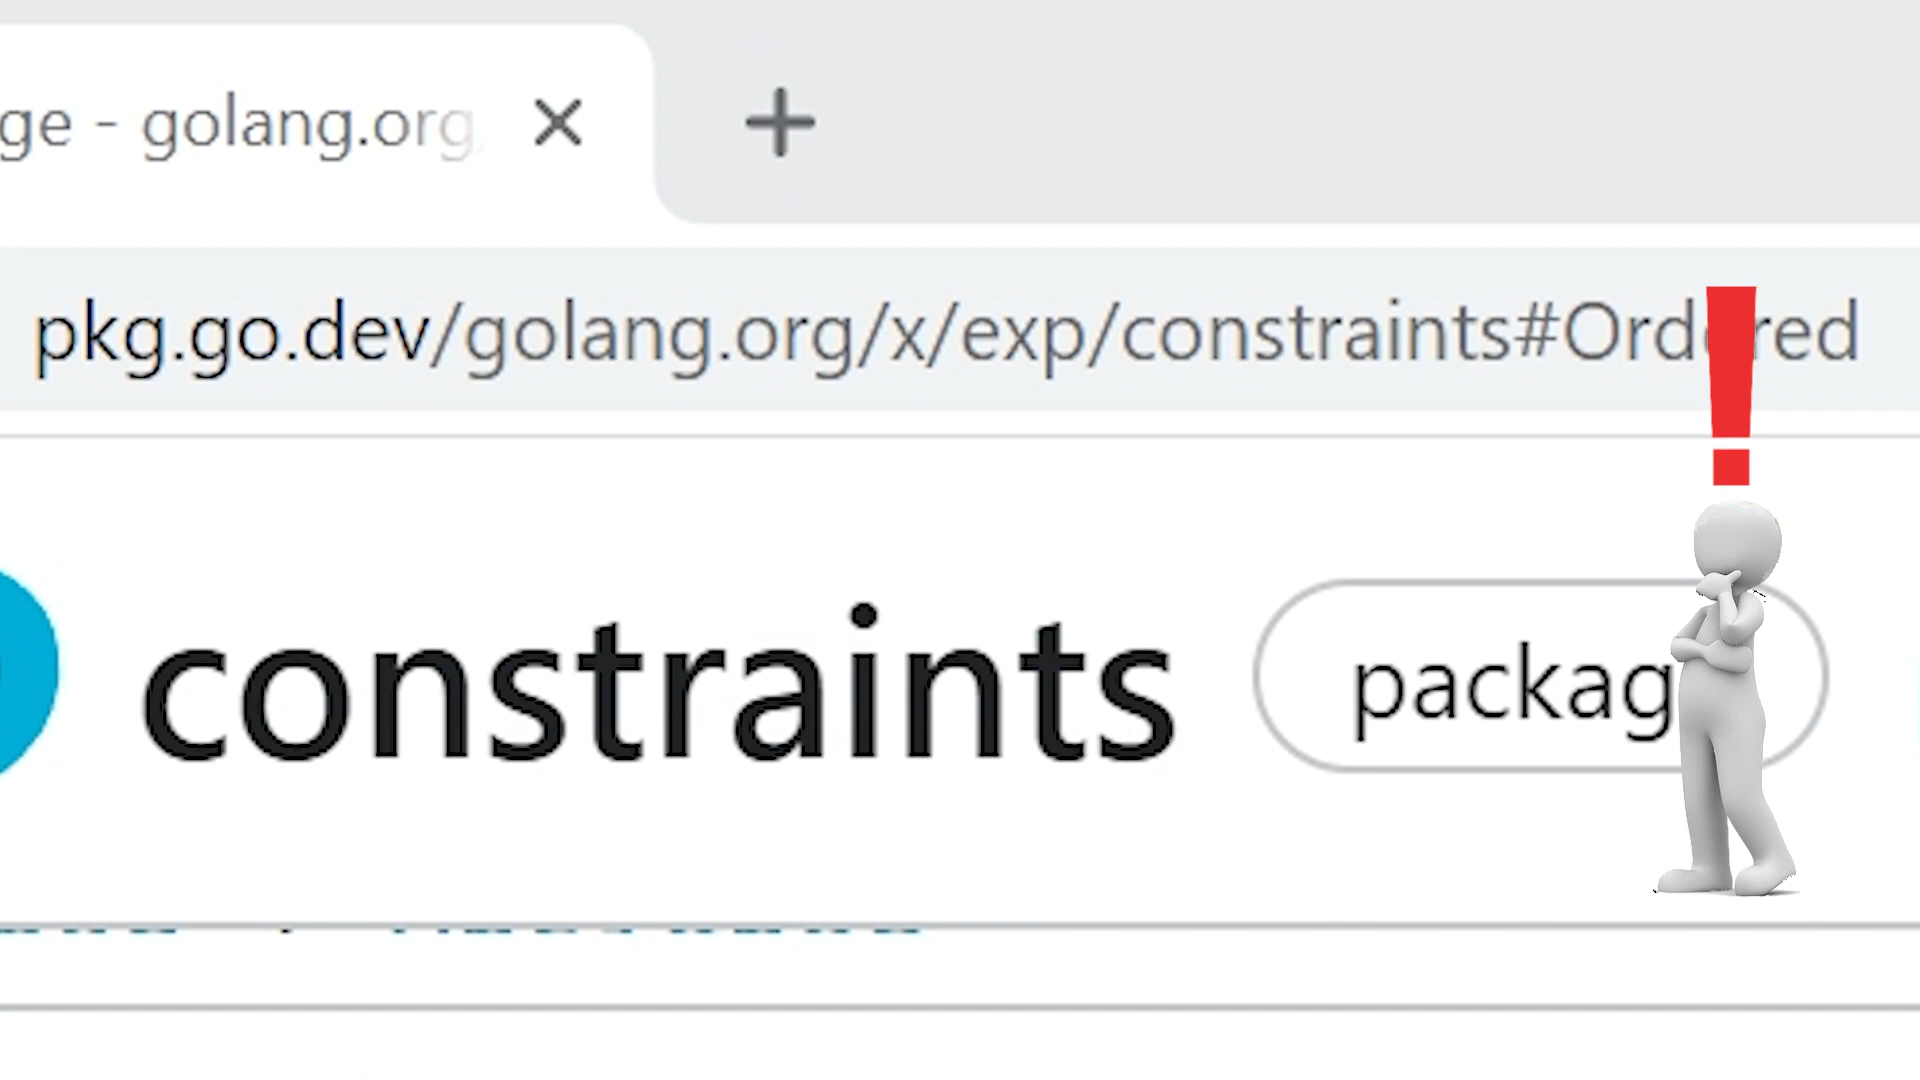 ge - golang.org
pkg.go.dev/golang.org/x/exp/constraints#Ordered
constraints
packag